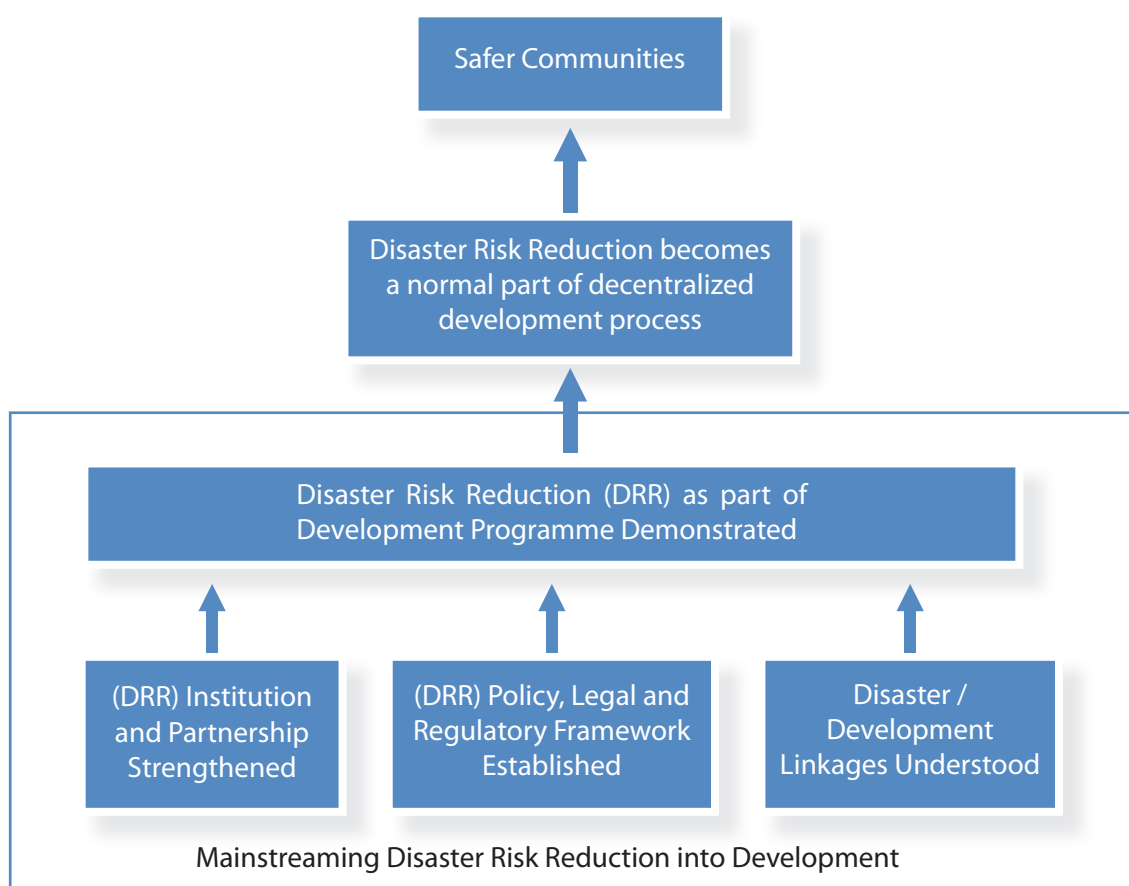 Safer Communities
Disaster Risk Reduction becomes
a normal part of decentralized
development process
Disaster Risk Reduction (DRR) as part of
Development Programme Demonstrated
(DRR) Institution
and Partnership
Strengthened
(DRR) Policy, Legal and
Regulatory Framework
Established
Disaster /
Development
Linkages Understood
Mainstreaming Disaster Risk Reduction into Development